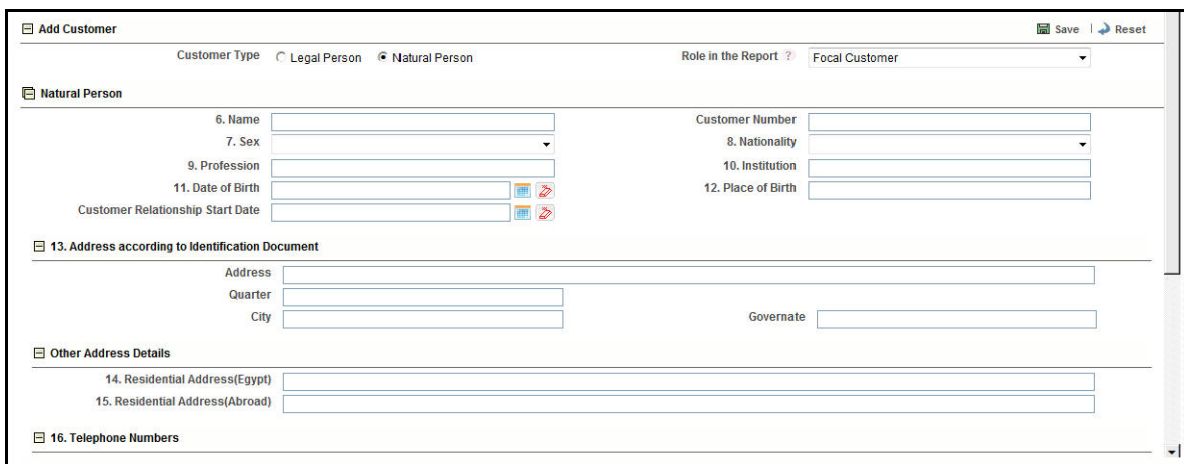 Add Customer Save Reset
Customer Type Legal Person Natural Person Role in the Report ? Focal Customer
Natural Person
6. Name Customer Number
7. Sex 8. Nationality
9. Profession 10. Institution
11. Date of Birth 12. Place of Birth
Customer Relationship Start Date
13. Address according to Identification Document
Address
Quarter
City Governate
Other Address Details
14. Residential Address(Egypt)
15. Residential Address(Abroad)
16. Telephone Numbers